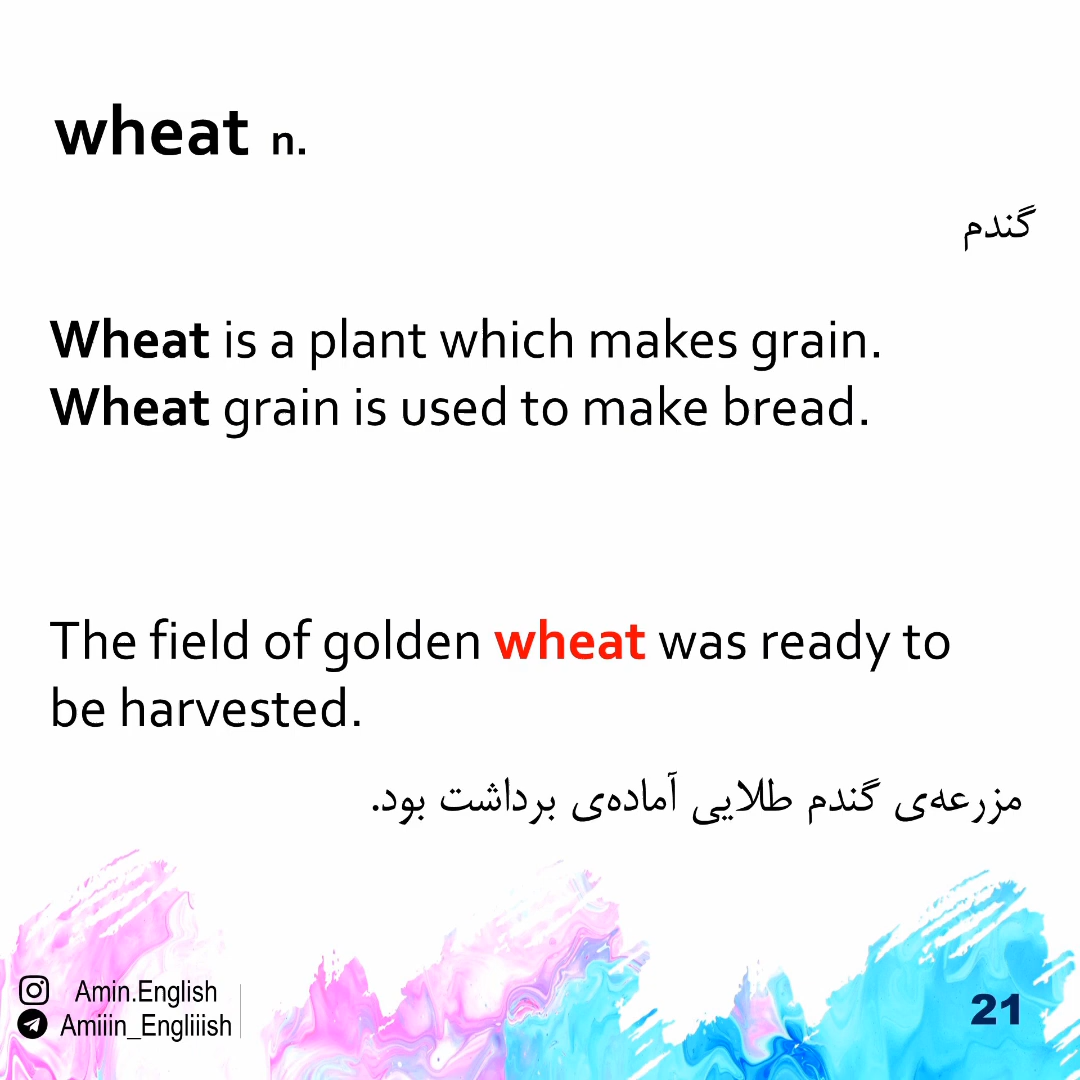 wheat n.
گندم
Wheat is a plant which makes grain.
Wheat grain is used to make bread.
The field of golden wheat was ready to
be harvested.
مزرعه‌ی گندم طلایی آماده‌ی برداشت بود.
Amin.English
Amiiin_Engliiish
21